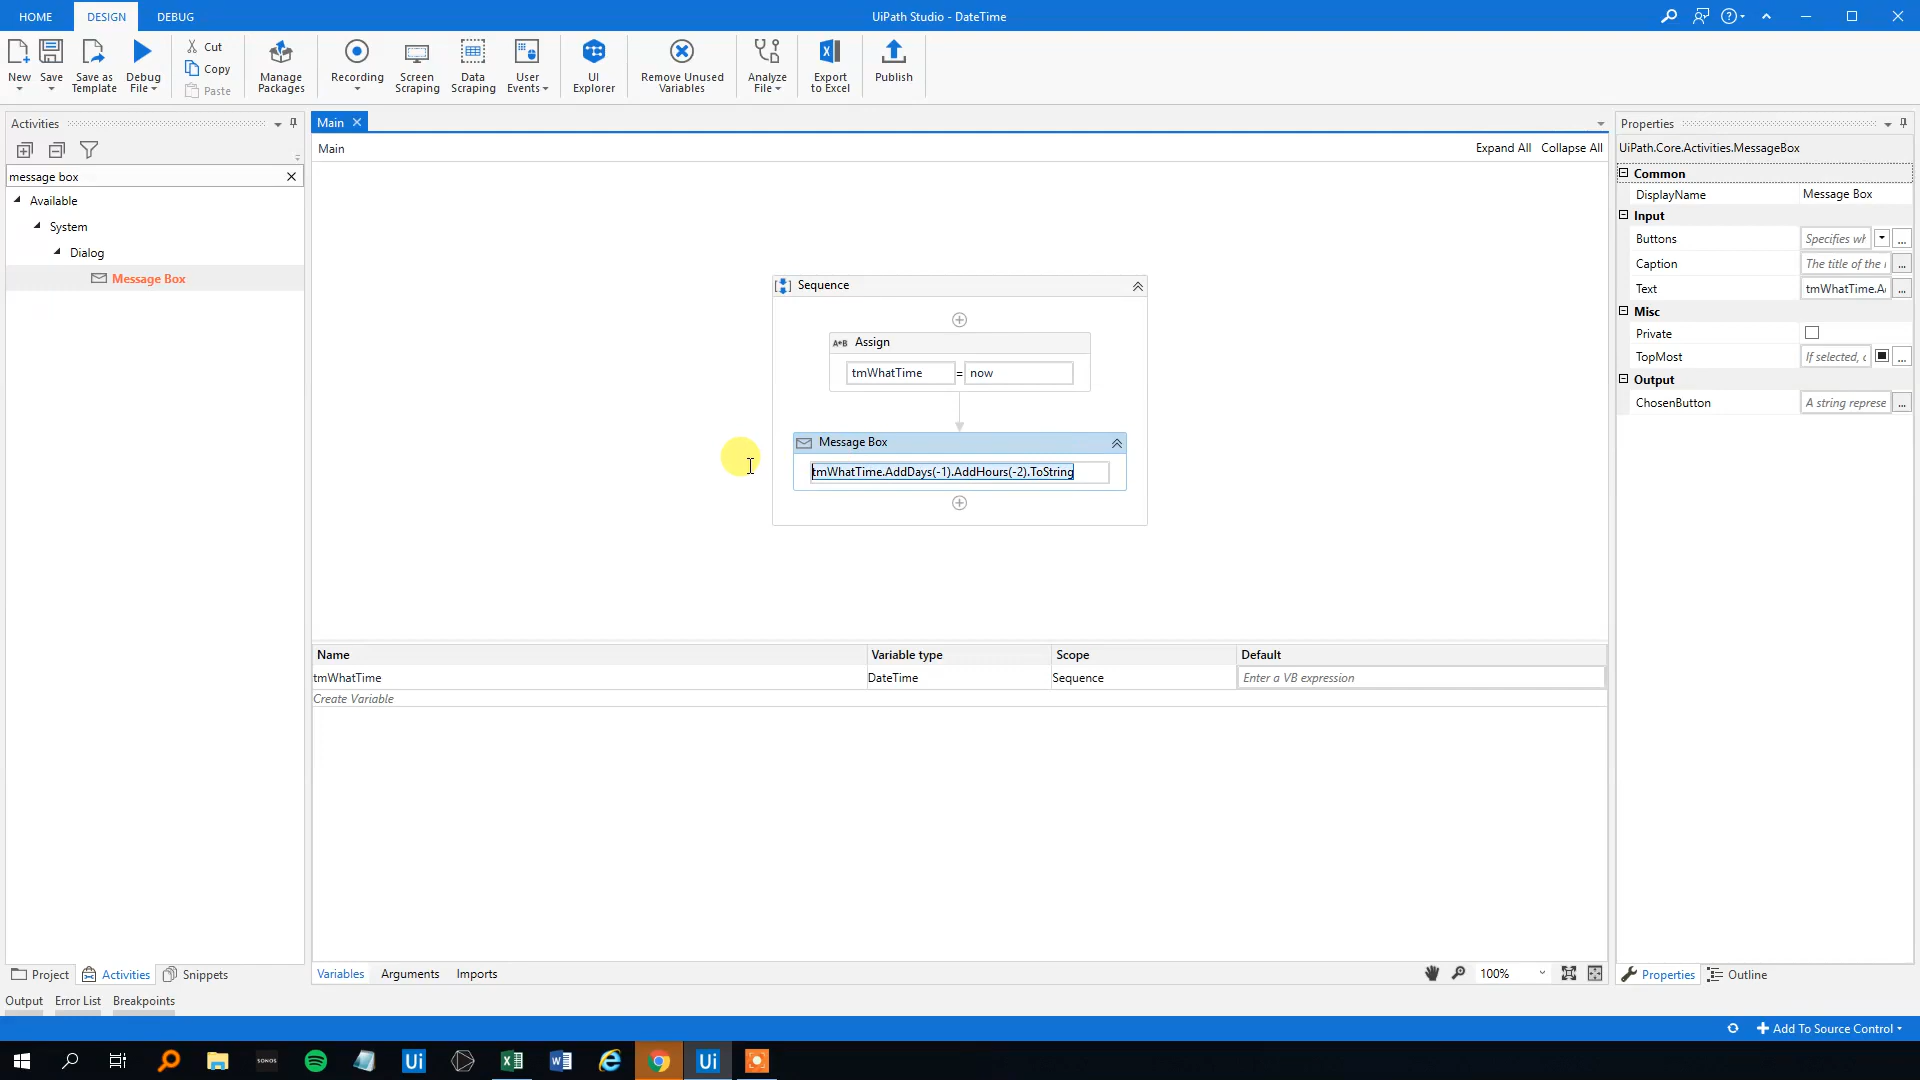 HOME DESIGN DEBUG UiPath Studio - DateTime
New Save Save as Template Debug File Cut Copy Paste Manage Packages Recording Screen Scraping Data Scraping User Events UI Explorer Remove Unused Variables Analyze File Export to Excel Publish
Activities
message box
Available
System
Dialog
Message Box
Main
Main Expand All Collapse All
Sequence
A*B Assign
tmWhatTime = now
Message Box
tmWhatTime.AddDays(-1).AddHours(-2).ToString
Name Variable type Scope Default
tmWhatTime DateTime Sequence Enter a VB expression
Create Variable
Variables Arguments Imports 100%
Properties
UiPath.Core.Activities.MessageBox
Common
DisplayName Message Box
Input
Buttons Specifies wh ...
Caption The title of the ...
Text tmWhatTime.A ...
Misc
Private
TopMost If selected, ...
Output
ChosenButton A string represe ...
Project Activities Snippets
Properties Outline
Output Error List Breakpoints
Add To Source Control
SONOS Ui Ui